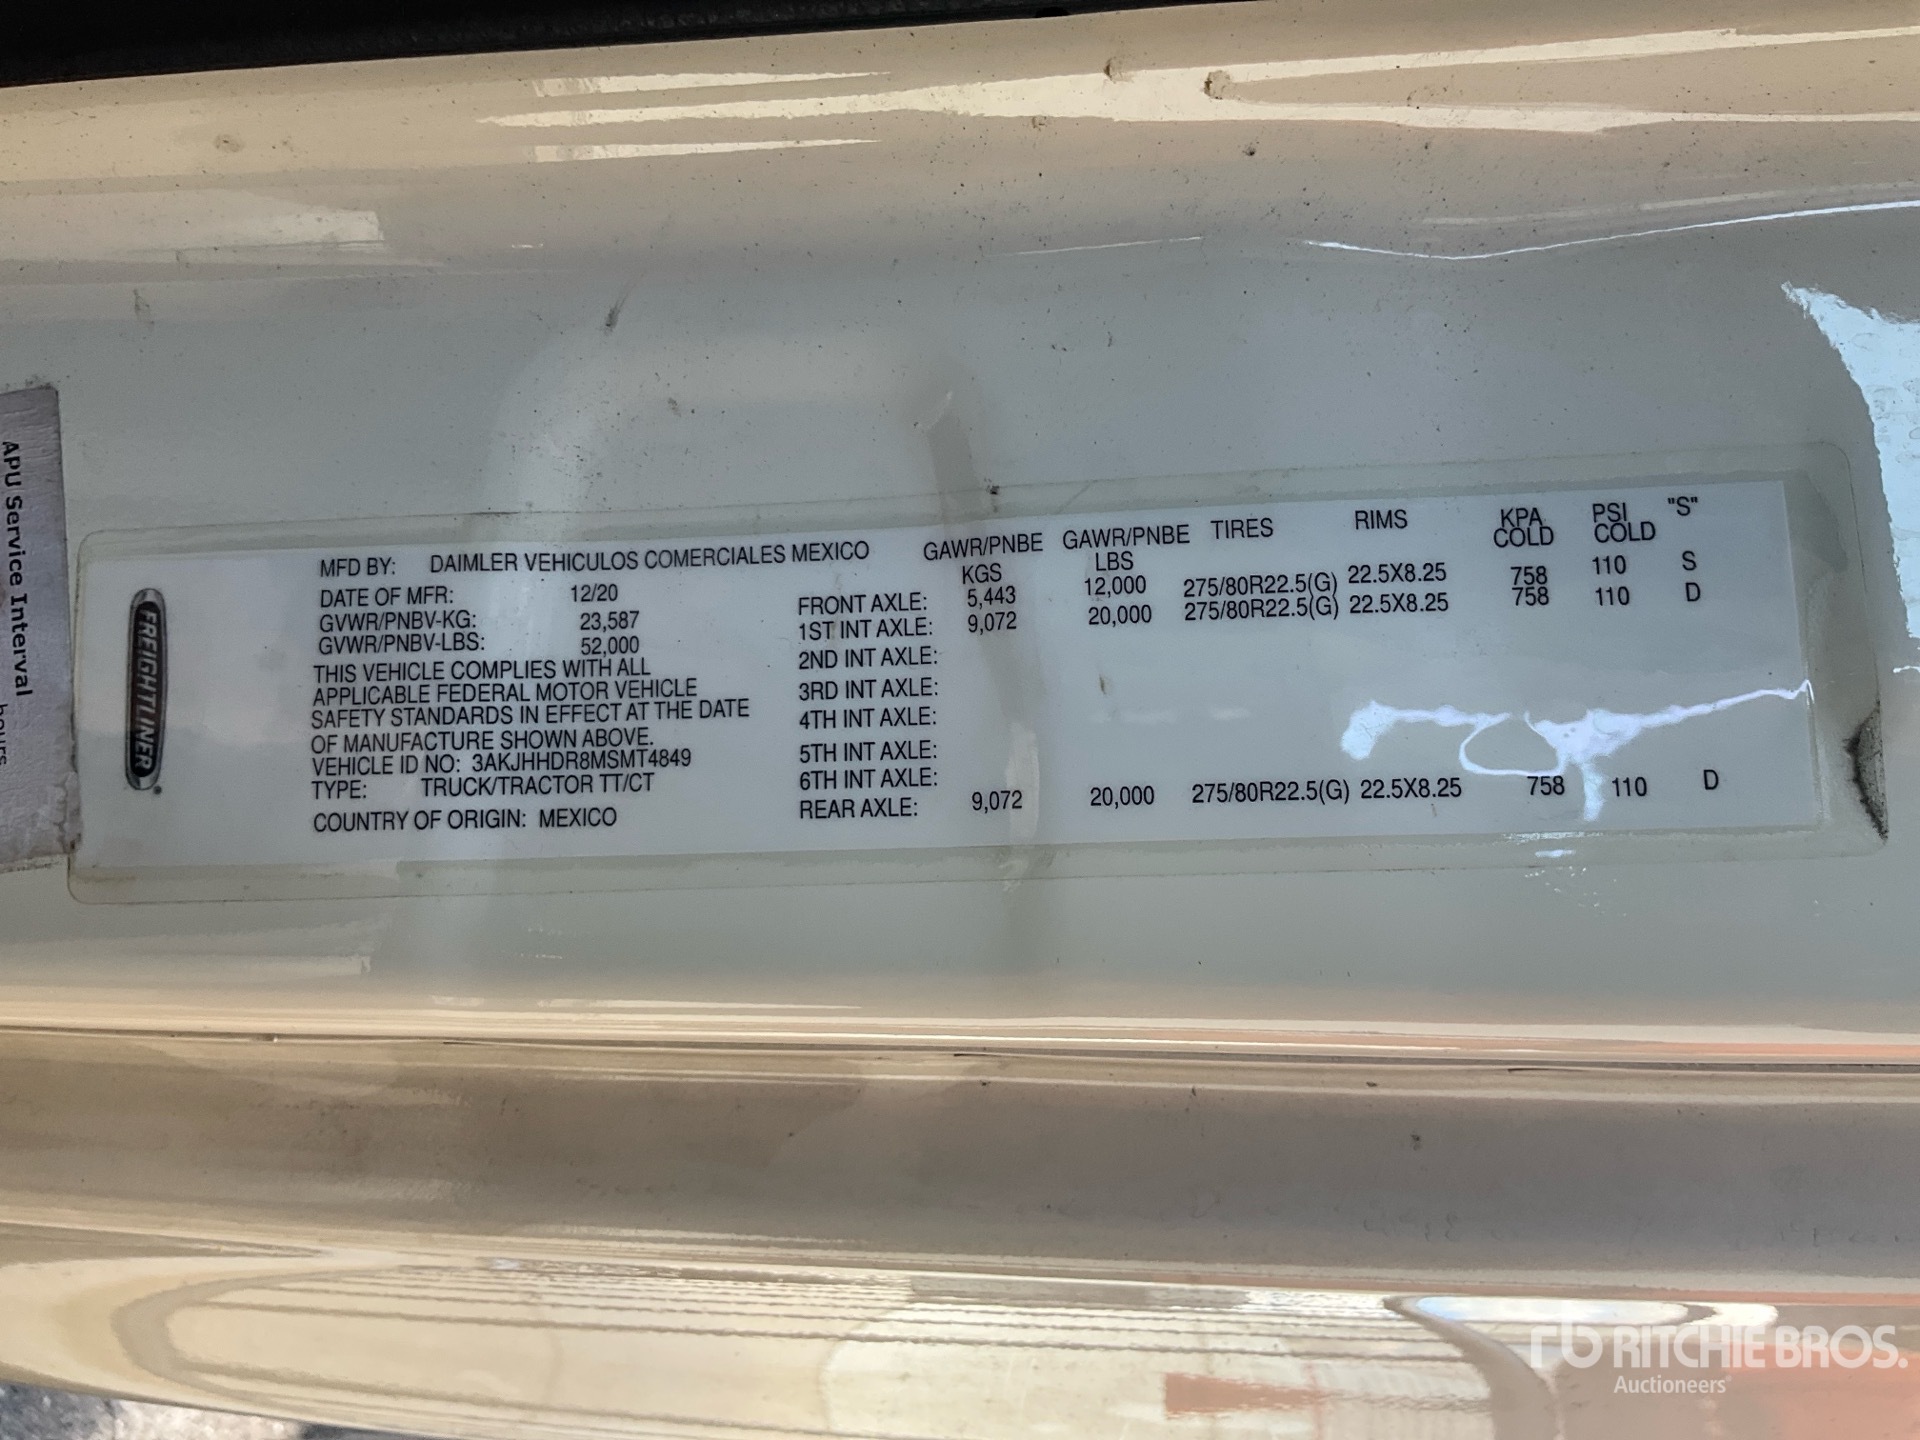 APU Service Interval
hours
FREIGHTLINER
MFD BY: DAIMLER VEHICULOS COMERCIALES MEXICO
DATE OF MFR: 12/20
GVWR/PNBV-KG: 23,587
GVWR/PNBV-LBS: 52,000
THIS VEHICLE COMPLIES WITH ALL
APPLICABLE FEDERAL MOTOR VEHICLE
SAFETY STANDARDS IN EFFECT AT THE DATE
OF MANUFACTURE SHOWN ABOVE.
VEHICLE ID NO: 3AKJHHDR8MSMT4849
TYPE: TRUCK/TRACTOR TT/CT
COUNTRY OF ORIGIN: MEXICO
GAWR/PNBE GAWR/PNBE TIRES RIMS KPA PSI "S"
KGS LBS COLD COLD
FRONT AXLE: 5,443 12,000 275/80R22.5(G) 22.5X8.25 758 110 S
1ST INT AXLE: 9,072 20,000 275/80R22.5(G) 22.5X8.25 758 110 D
2ND INT AXLE:
3RD INT AXLE:
4TH INT AXLE:
5TH INT AXLE:
6TH INT AXLE:
REAR AXLE: 9,072 20,000 275/80R22.5(G) 22.5X8.25 758 110 D
rb RITCHIE BROS.
Auctioneers